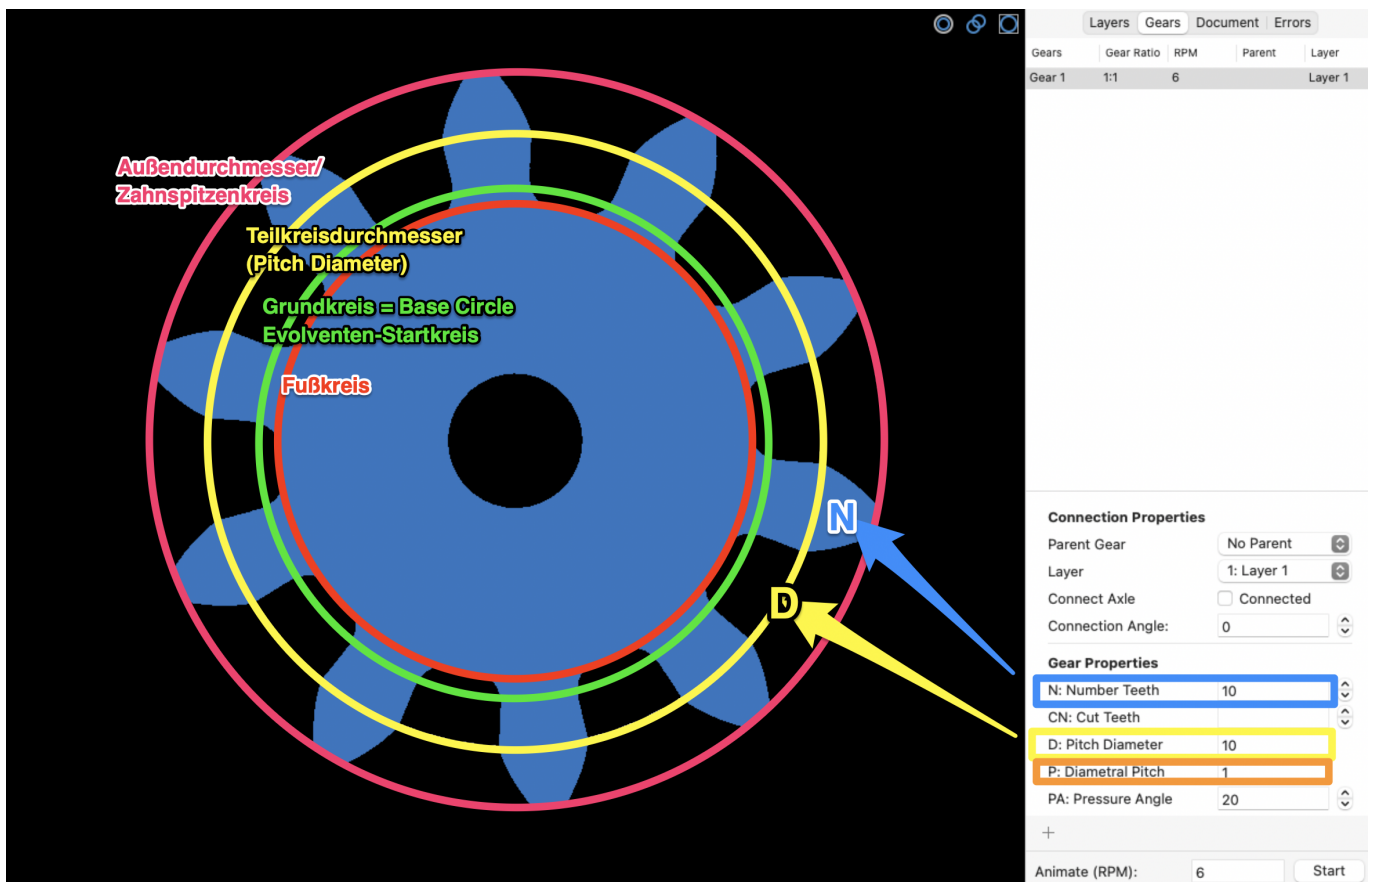 Layers Gears Document Errors
Gears Gear Ratio RPM Parent Layer
Gear 1 1:1 6 Layer 1
Außendurchmesser/
Zahnspitzenkreis
Teilkreisdurchmesser
(Pitch Diameter)
Grundkreis = Base Circle
Evolventen-Startkreis
Fußkreis
N
D
Connection Properties
Parent Gear No Parent
Layer 1: Layer 1
Connect Axle Connected
Connection Angle: 0
Gear Properties
N: Number Teeth 10
CN: Cut Teeth
D: Pitch Diameter 10
P: Diametral Pitch 1
PA: Pressure Angle 20
+
Animate (RPM): 6 Start